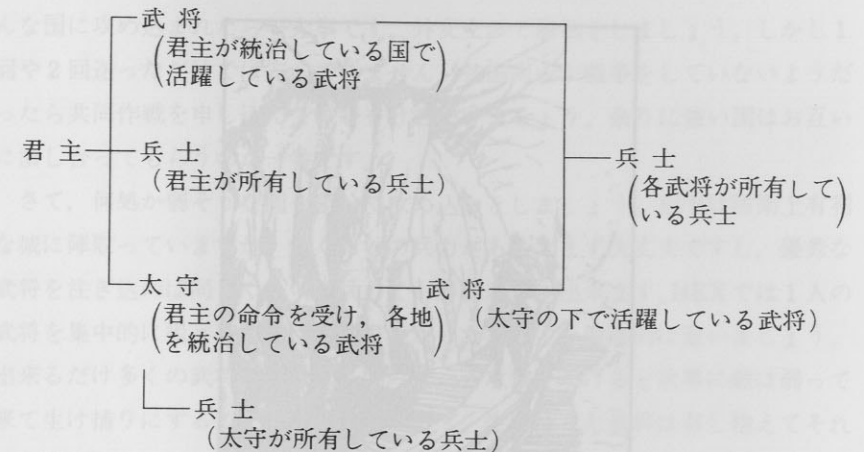 武将
(君主が統治している国で
活躍している武将)
君主
兵士
(君主が所有している兵士)
兵士
(各武将が所有して
いる兵士)
太守
(君主の命令を受け，各地
を統治している武将)
武将
(太守の下で活躍している武将)
兵士
(太守が所有している兵士)